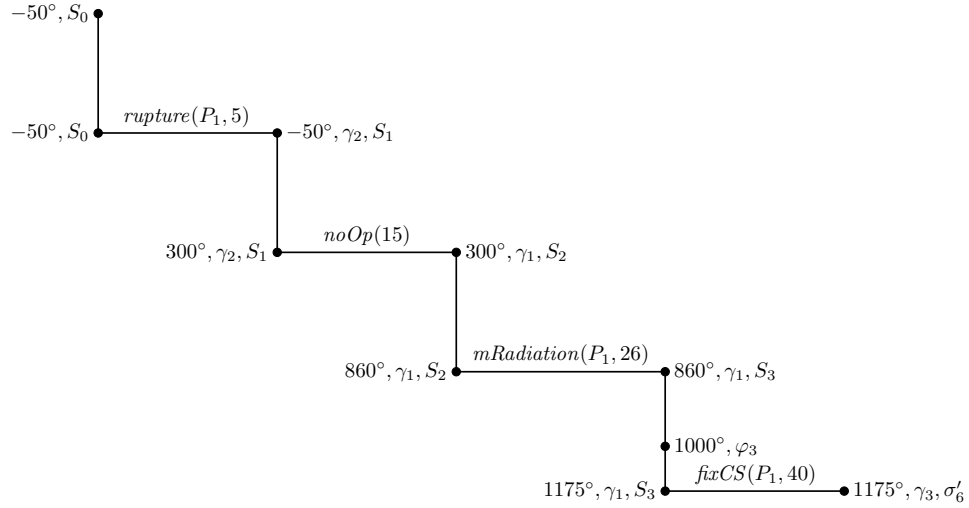 −50°, S₀
rupture(P₁, 5)
−50°, S₀
−50°, γ₂, S₁
noOp(15)
300°, γ₂, S₁
300°, γ₁, S₂
mRadiation(P₁, 26)
860°, γ₁, S₂
860°, γ₁, S₃
1000°, φ₃
fixCS(P₁, 40)
1175°, γ₁, S₃
1175°, γ₃, σ′₆